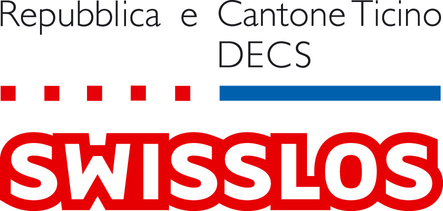 Repubblica e Cantone Ticino
DECS
SWISSLOS